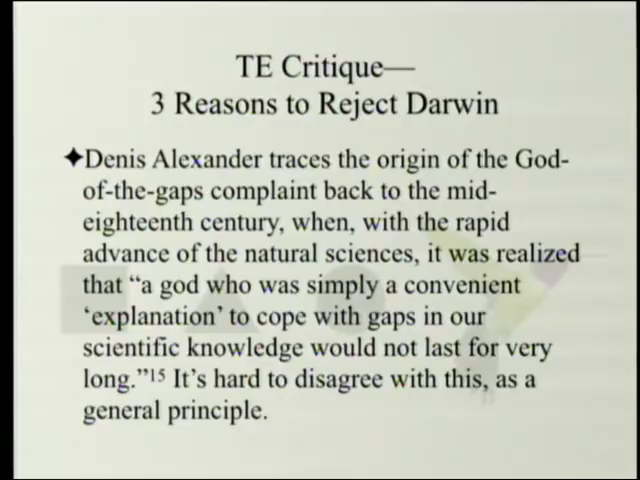 TE Critique—
3 Reasons to Reject Darwin
✦Denis Alexander traces the origin of the God-
of-the-gaps complaint back to the mid-
eighteenth century, when, with the rapid
advance of the natural sciences, it was realized
that “a god who was simply a convenient
‘explanation’ to cope with gaps in our
scientific knowledge would not last for very
long.”¹⁵ It’s hard to disagree with this, as a
general principle.